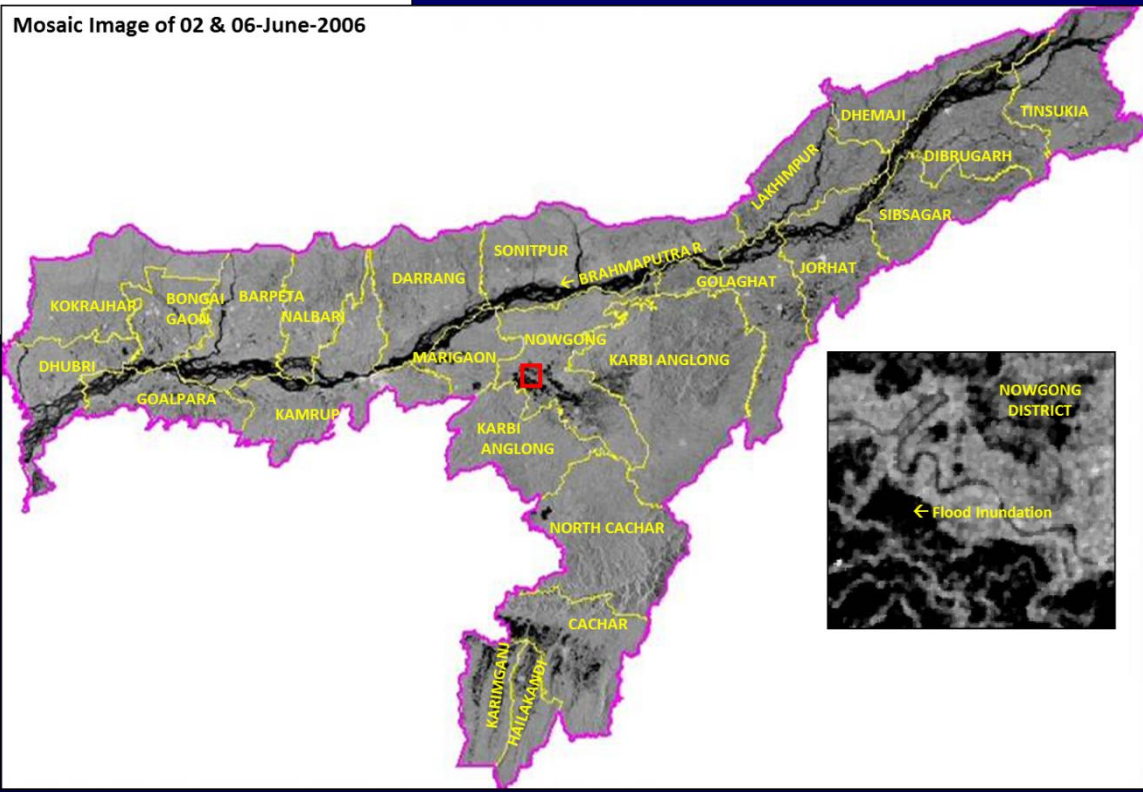 Mosaic Image of 02 & 06-June-2006
DHEMAJI
TINSUKIA
LAKHIMPUR
DIBRUGARH
SIBSAGAR
SONITPUR
← BRAHMAPUTRA R.
JORHAT
DARRANG
GOLAGHAT
KOKRAJHAR
BONGAI
GAON
BARPETA
NALBARI
NOWGONG
MARIGAON
KARBI ANGLONG
DHUBRI
GOALPARA
KAMRUP
KARBI
ANGLONG
NORTH CACHAR
CACHAR
KARIMGANJ
HAILAKANDI
NOWGONG
DISTRICT
← Flood Inundation